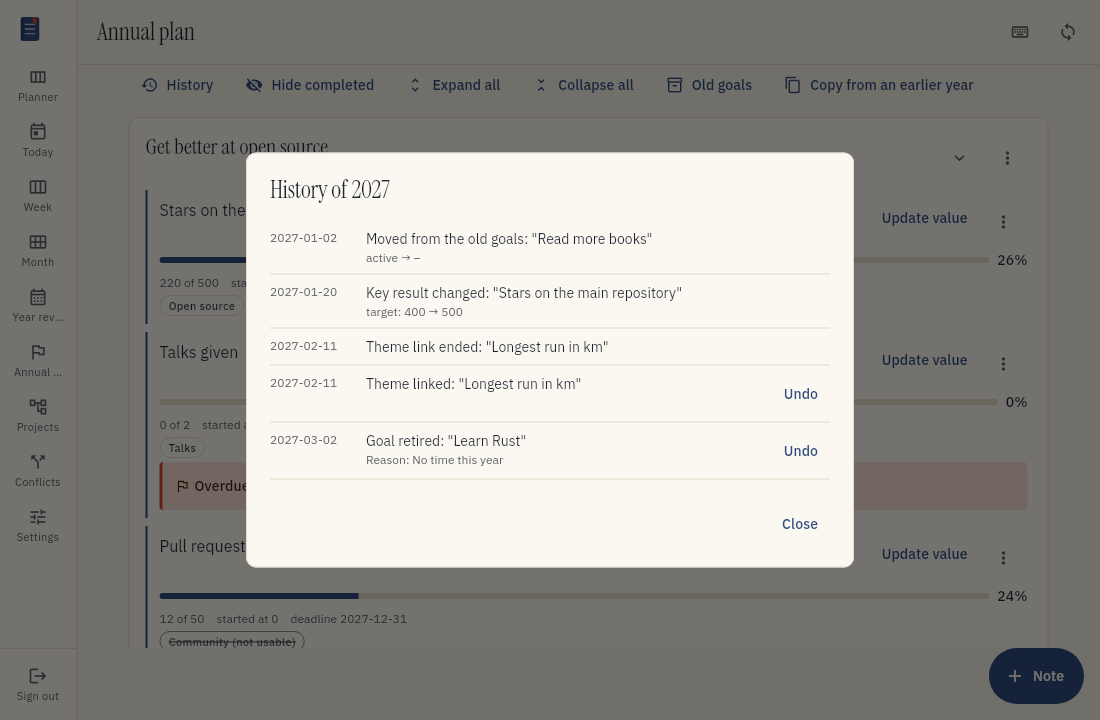 Annual plan
Planner
Today
Week
Month
Year rev...
Annual ...
Projects
Conflicts
Settings
Sign out
History
Hide completed
Expand all
Collapse all
Old goals
Copy from an earlier year
Get better at open source
Stars on the
Update value
26%
220 of 500
Open source
Talks given
Update value
0%
0 of 2
Talks
Overdue
Pull request
Update value
24%
12 of 50 started at 0 deadline 2027-12-31
Community (not usable)
Note
History of 2027
2027-01-02 Moved from the old goals: "Read more books"
active → –
2027-01-20 Key result changed: "Stars on the main repository"
target: 400 → 500
2027-02-11 Theme link ended: "Longest run in km"
2027-02-11 Theme linked: "Longest run in km"
Undo
2027-03-02 Goal retired: "Learn Rust"
Reason: No time this year
Undo
Close